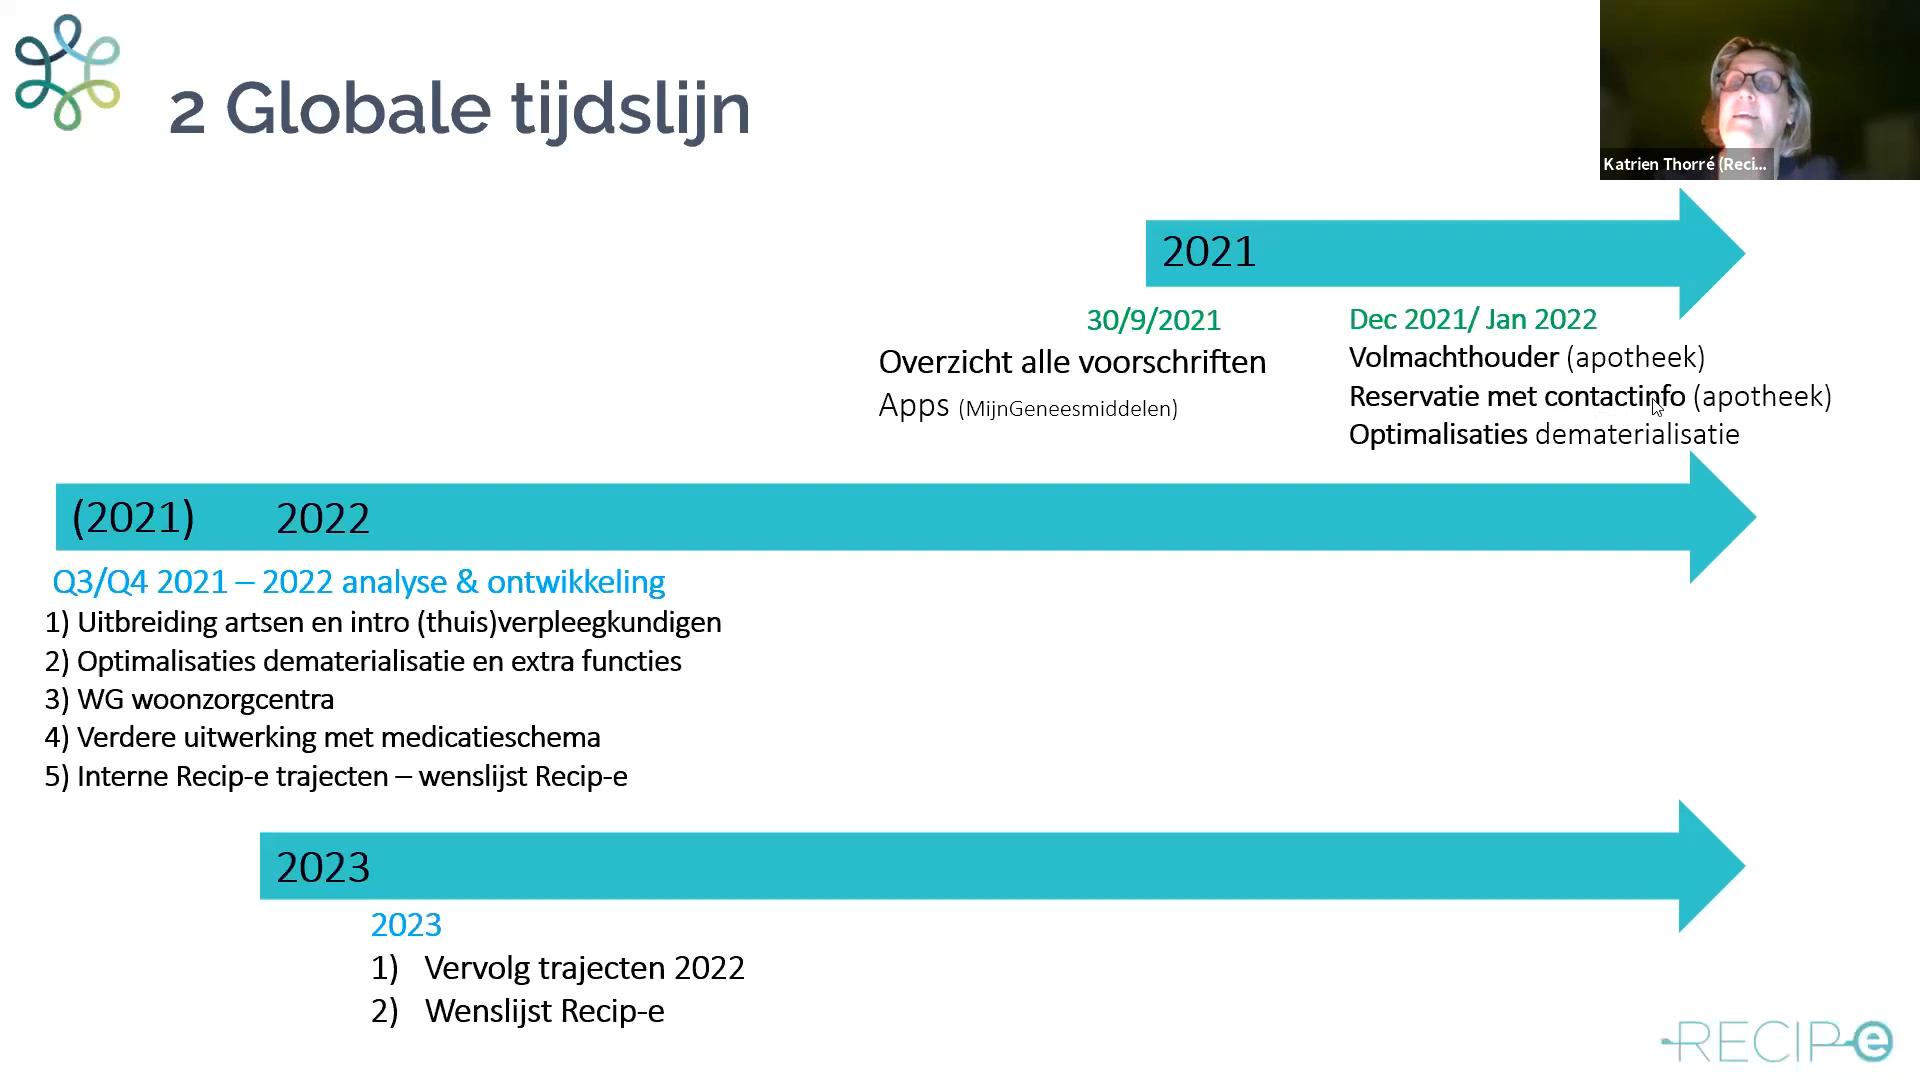 2 Globale tijdslijn
Katrien Thorré (Reci...
2021
30/9/2021
Overzicht alle voorschriften
Apps (MijnGeneesmiddelen)
Dec 2021/ Jan 2022
Volmachthouder (apotheek)
Reservatie met contactinfo (apotheek)
Optimalisaties dematerialisatie
(2021) 2022
Q3/Q4 2021 – 2022 analyse & ontwikkeling
1) Uitbreiding artsen en intro (thuis)verpleegkundigen
2) Optimalisaties dematerialisatie en extra functies
3) WG woonzorgcentra
4) Verdere uitwerking met medicatieschema
5) Interne Recip-e trajecten – wenslijst Recip-e
2023
2023
1) Vervolg trajecten 2022
2) Wenslijst Recip-e
RECIP-e